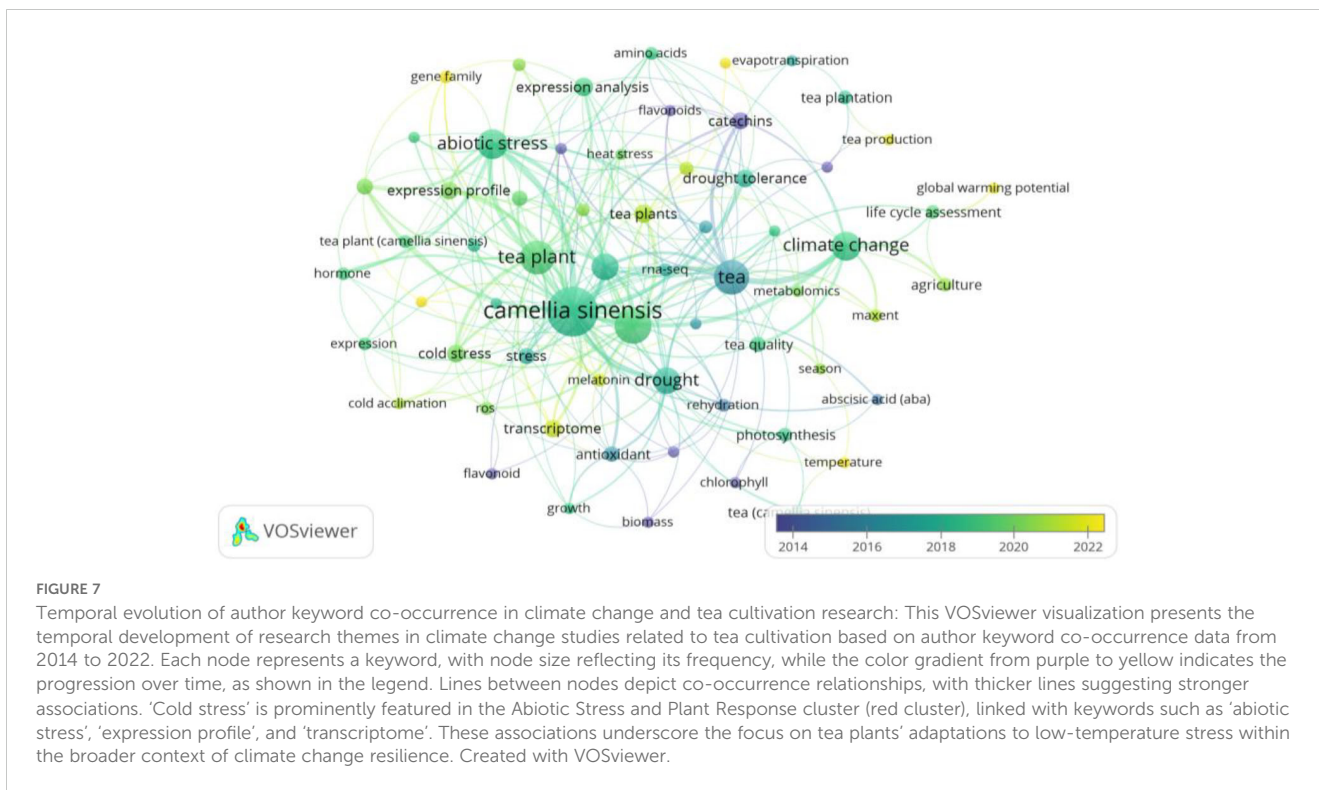 amino acids
evapotranspiration
gene family
expression analysis
tea plantation
flavonoids
catechins
tea production
abiotic stress
heat stress
drought tolerance
expression profile
global warming potential
life cycle assessment
tea plants
tea plant (camellia sinensis)
climate change
tea plant
hormone
rna-seq
tea
metabolomics
agriculture
camellia sinensis
maxent
expression
cold stress
stress
tea quality
season
melatonin
drought
cold acclimation
ros
rehydration
abscisic acid (aba)
transcriptome
photosynthesis
antioxidant
temperature
flavonoid
chlorophyll
growth
biomass
tea (camellia sinensis)
VOSviewer
2014 2016 2018 2020 2022
FIGURE 7
Temporal evolution of author keyword co-occurrence in climate change and tea cultivation research: This VOSviewer visualization presents the
temporal development of research themes in climate change studies related to tea cultivation based on author keyword co-occurrence data from
2014 to 2022. Each node represents a keyword, with node size reflecting its frequency, while the color gradient from purple to yellow indicates the
progression over time, as shown in the legend. Lines between nodes depict co-occurrence relationships, with thicker lines suggesting stronger
associations. ‘Cold stress’ is prominently featured in the Abiotic Stress and Plant Response cluster (red cluster), linked with keywords such as ‘abiotic
stress’, ‘expression profile’, and ‘transcriptome’. These associations underscore the focus on tea plants’ adaptations to low-temperature stress within
the broader context of climate change resilience. Created with VOSviewer.